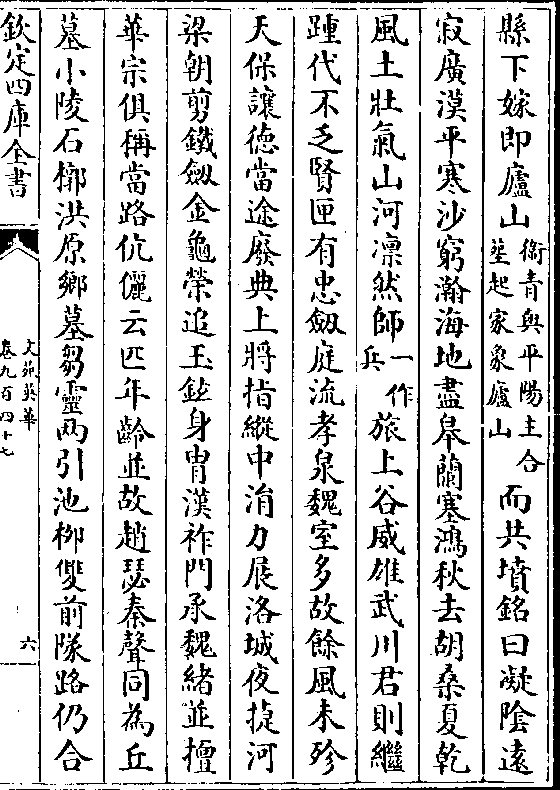 縣下嫁即廬山衛青與平陽主合塟起冢象廬山而共墳銘曰凝陰遠
寂廣漠平寒沙窮瀚海地盡臯蘭塞鴻秋去胡桑夏乾
風土壯氣山河凛然師一作兵旅上谷威雄武川君則繼
踵代不乏賢匣有忠劔庭流孝泉魏室多故餘風未殄
天保讓德當途廢典上將指縱中㳙力展洛城夜㨗河
梁朝剪鐵劔金龜榮追玉鉉身胄漢祚門承魏緒並擅
華宗俱稱當路伉儷云匹年齡並故趙瑟秦聲同為丘
墓小陵石槨洪原鄉墓芻靈兩引池柳雙前隊路仍合
欽定四庫全書
文苑英華
卷九百四十七
六